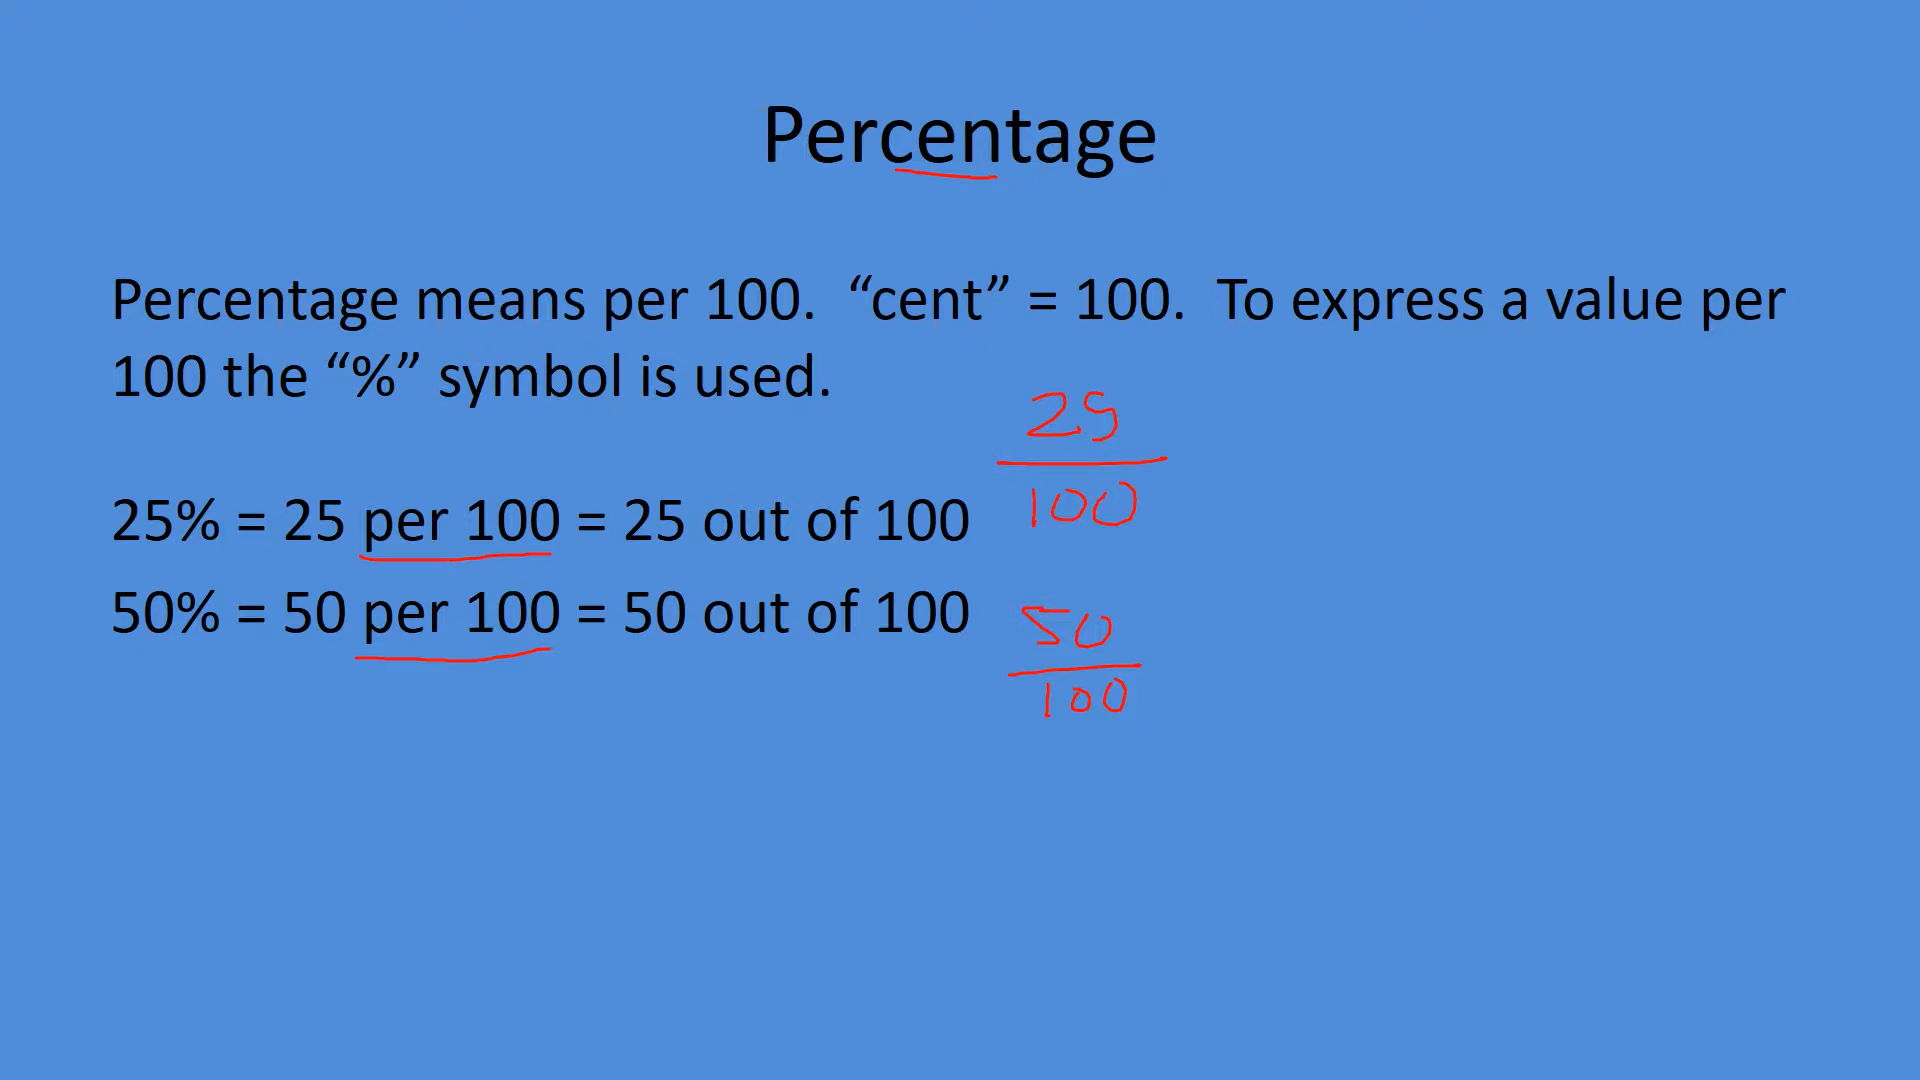 Percentage
Percentage means per 100. “cent” = 100. To express a value per
100 the “%” symbol is used.
25
100
25% = 25 per 100 = 25 out of 100
50% = 50 per 100 = 50 out of 100
50
100